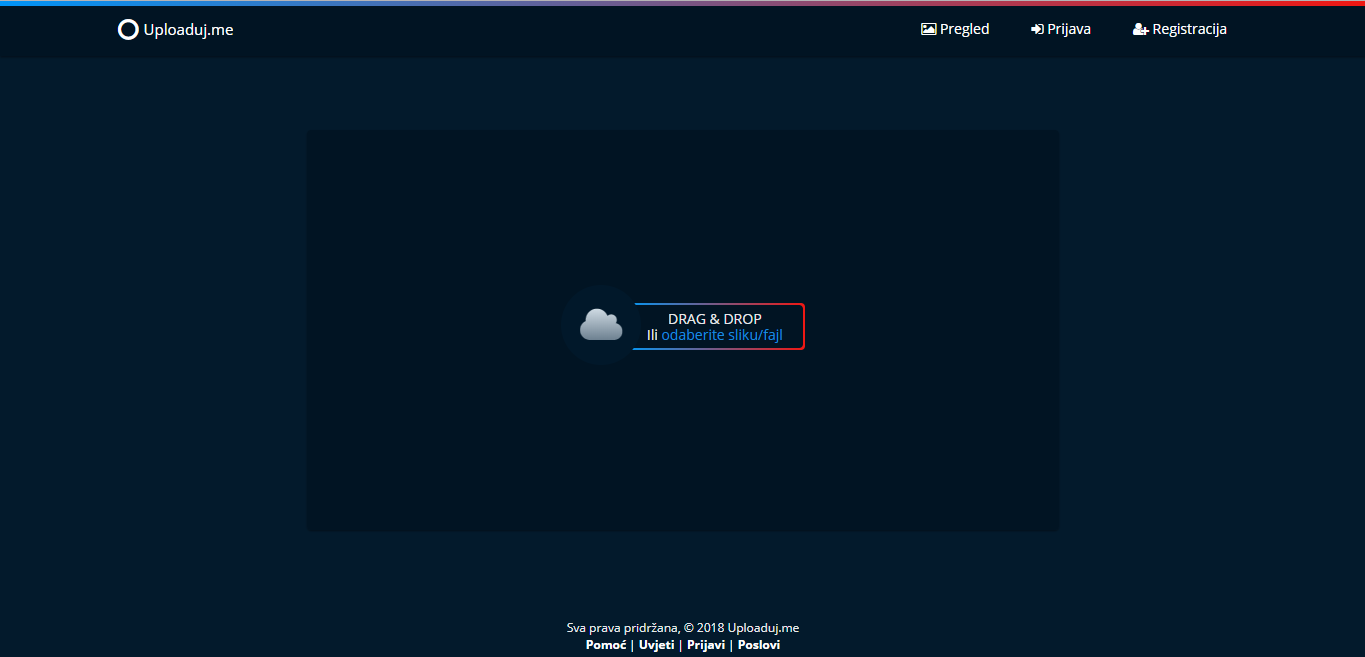 Uploaduj.me
Pregled
Prijava
Registracija
DRAG & DROP
Ili odaberite sliku/fajl
Sva prava pridržana, © 2018 Uploaduj.me
Pomoć | Uvjeti | Prijavi | Poslovi